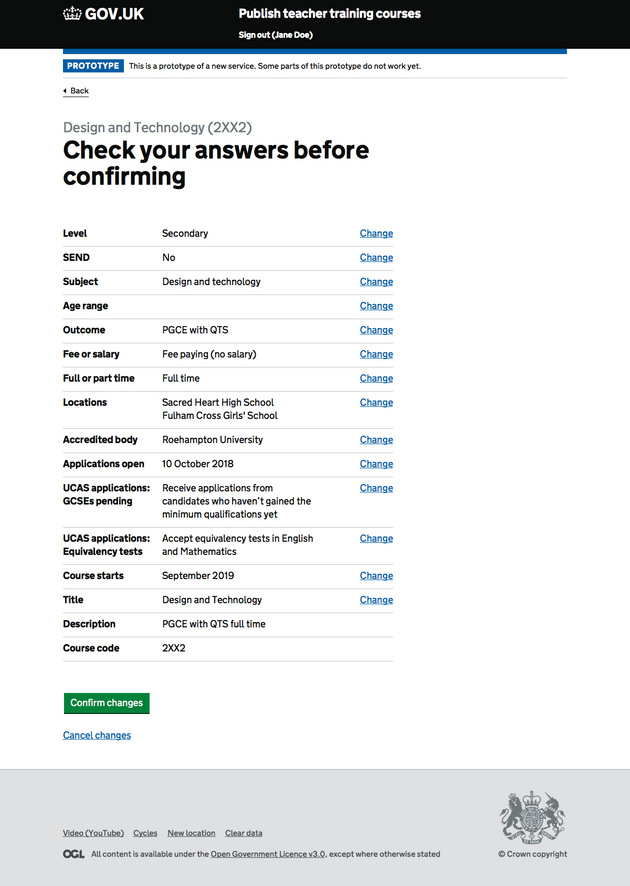 GOV.UK
Publish teacher training courses
Sign out (Jane Doe)
PROTOTYPE This is a prototype of a new service. Some parts of this prototype do not work yet.
Back
Design and Technology (2XX2)
Check your answers before
confirming
Level Secondary Change
SEND No Change
Subject Design and technology Change
Age range Change
Outcome PGCE with QTS Change
Fee or salary Fee paying (no salary) Change
Full or part time Full time Change
Locations Sacred Heart High School Change
Fulham Cross Girls' School
Accredited body Roehampton University Change
Applications open 10 October 2018 Change
UCAS applications: Receive applications from Change
GCSEs pending candidates who haven't gained the
minimum qualifications yet
UCAS applications: Accept equivalency tests in English Change
Equivalency tests and Mathematics
Course starts September 2019 Change
Title Design and Technology Change
Description PGCE with QTS full time
Course code 2XX2
Confirm changes
Cancel changes
Video (YouTube) Cycles New location Clear data
OGL All content is available under the Open Government Licence v3.0, except where otherwise stated
© Crown copyright